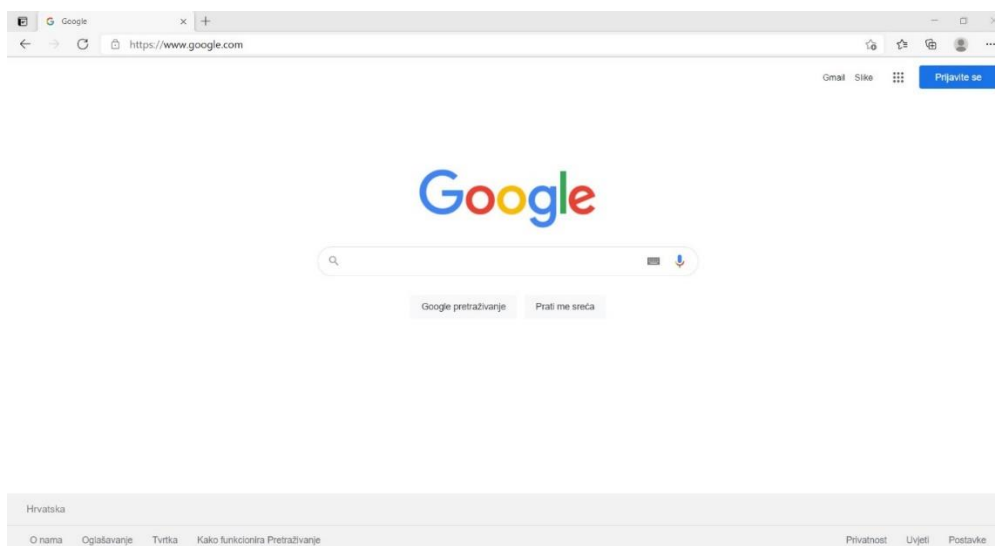 Google
https://www.google.com
Gmail Slike Prijavite se
Google
Google pretraživanje Prati me sreća
Hrvatska
O nama Oglašavanje Tvrtka Kako funkcionira Pretraživanje Privatnost Uvjeti Postavke